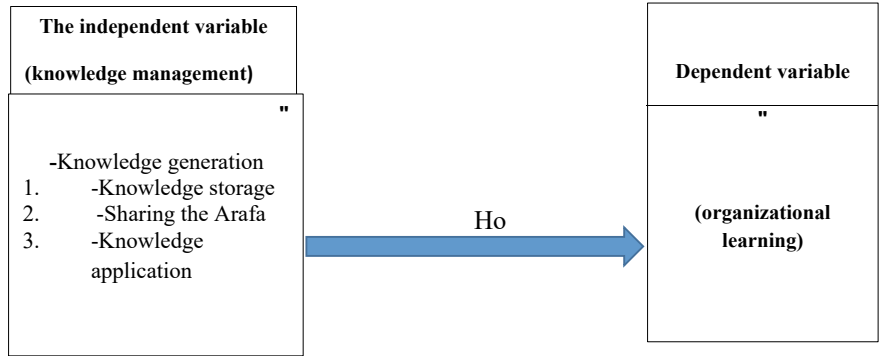 The independent variable
(knowledge management)
"
-Knowledge generation
1. -Knowledge storage
2. -Sharing the Arafa
3. -Knowledge
application
Ho
Dependent variable
"
(organizational
learning)